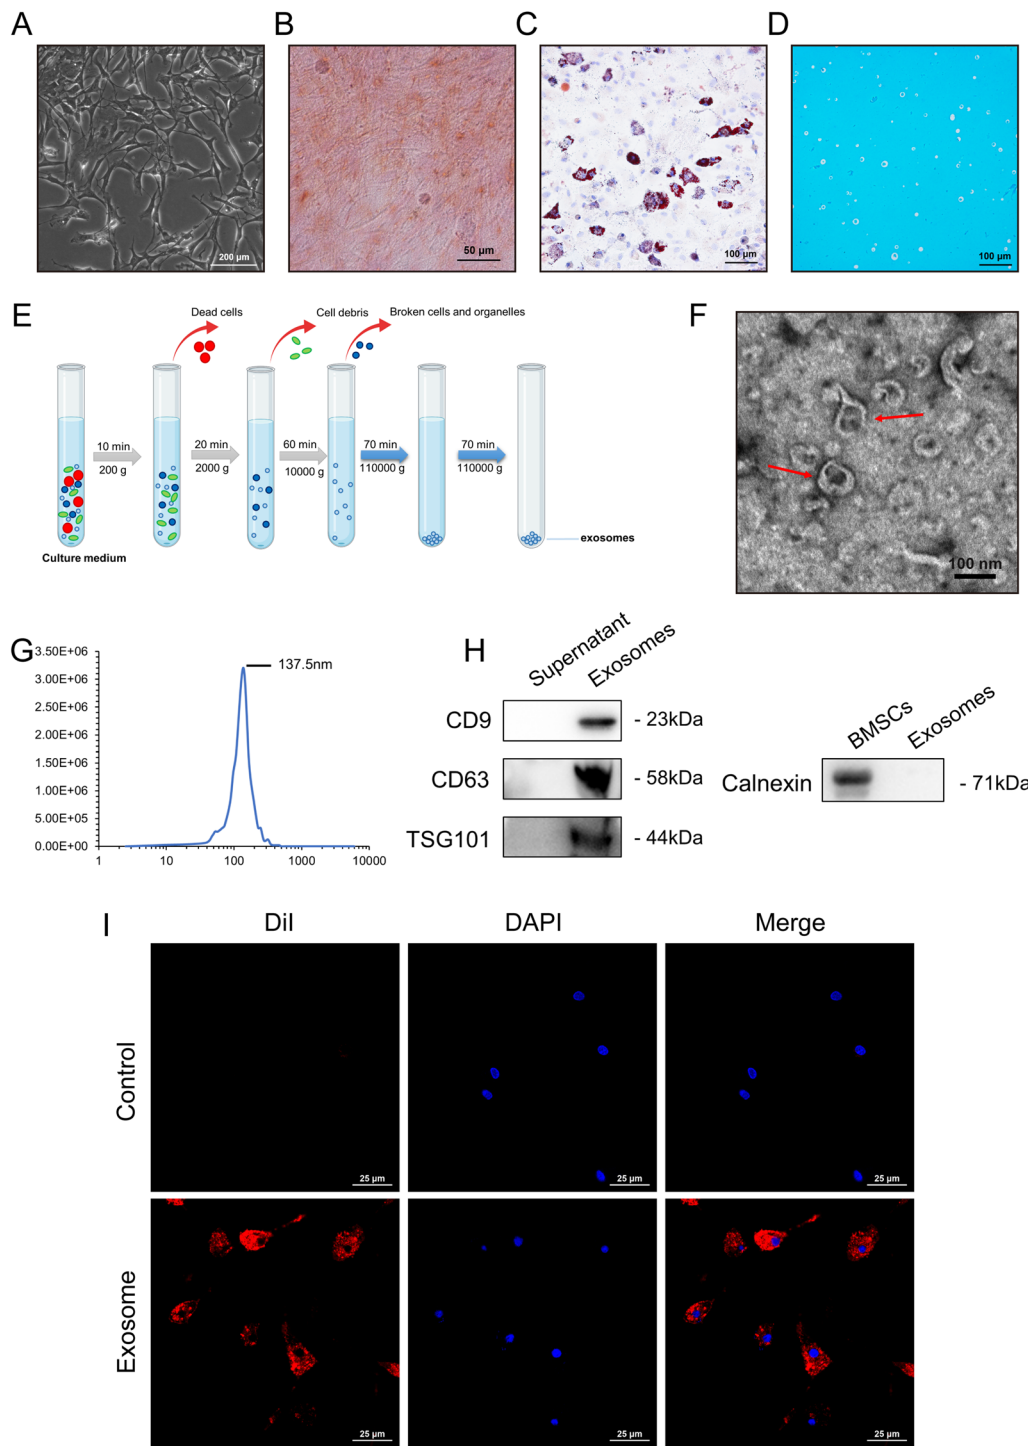 A
B
C
D
200 µm
50 µm
100 µm
100 µm
E
Dead cells
Cell debris
Broken cells and organelles
10 min
200 g
20 min
2000 g
60 min
10000 g
70 min
110000 g
70 min
110000 g
Culture medium
exosomes
F
100 nm
G
3.50E+06
3.00E+06
2.50E+06
2.00E+06
1.50E+06
1.00E+06
5.00E+05
0.00E+00
137.5nm
1
10
100
1000
10000
H
Supernatant
Exosomes
CD9
- 23kDa
CD63
- 58kDa
TSG101
- 44kDa
BMSCs
Exosomes
Calnexin
- 71kDa
I
Dil
DAPI
Merge
Control
25 µm
25 µm
25 µm
Exosome
25 µm
25 µm
25 µm